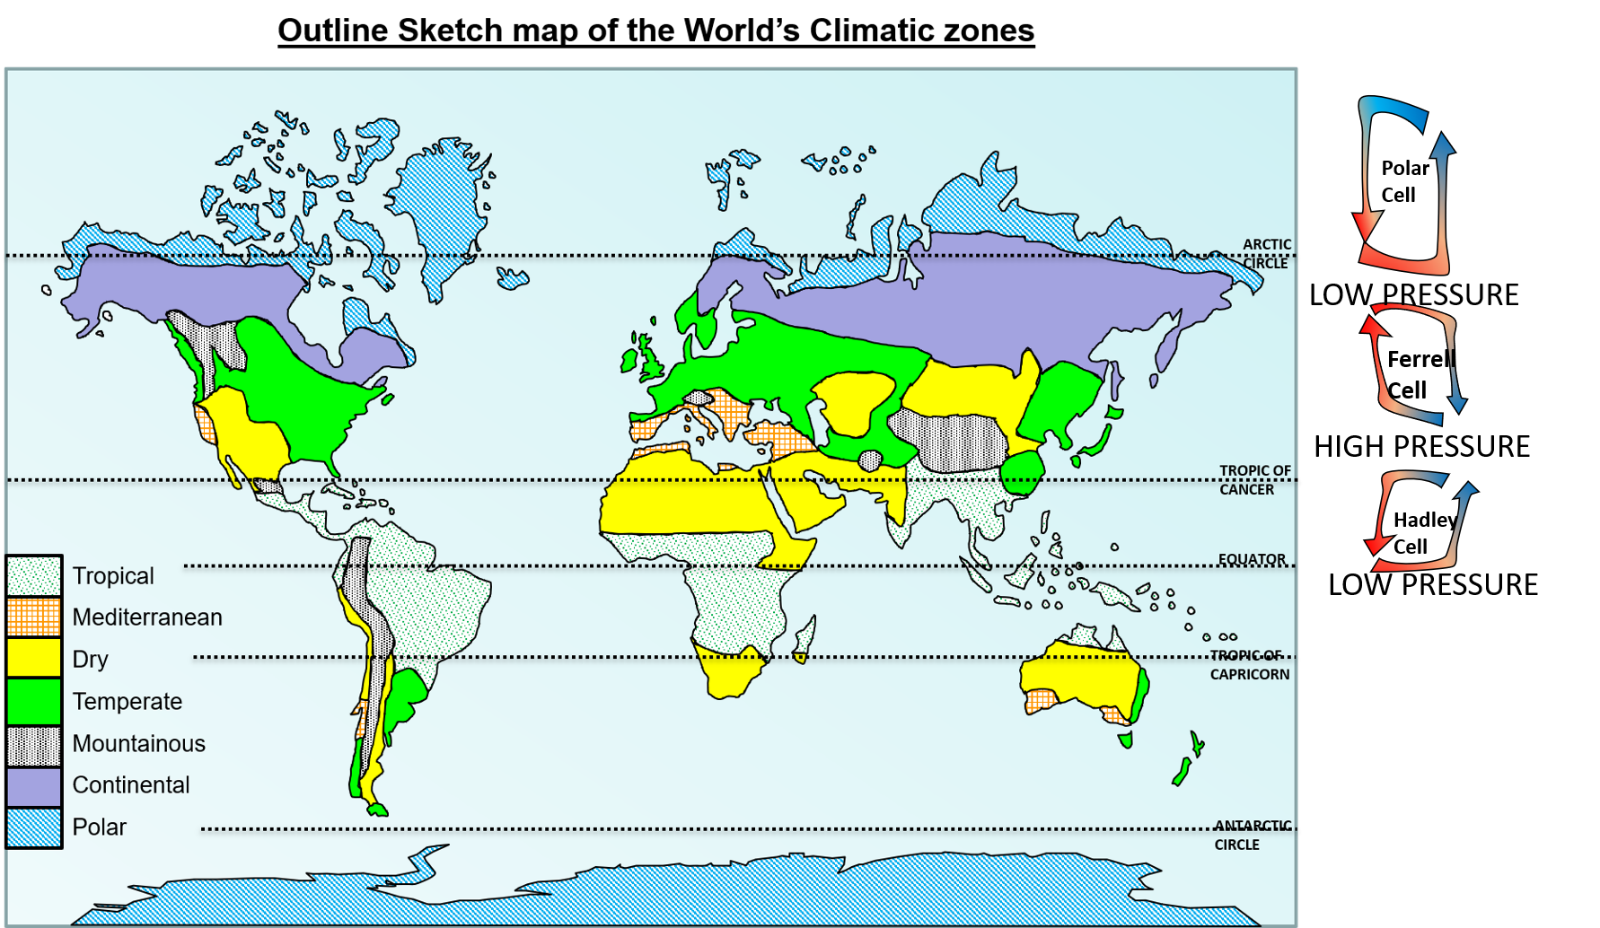 Outline Sketch map of the World's Climatic zones
ARCTIC
CIRCLE
TROPIC OF
CANCER
EQUATOR
TROPIC OF
CAPRICORN
ANTARCTIC
CIRCLE
Tropical
Mediterranean
Dry
Temperate
Mountainous
Continental
Polar
Polar
Cell
LOW PRESSURE
Ferrell
Cell
HIGH PRESSURE
Hadley
Cell
LOW PRESSURE